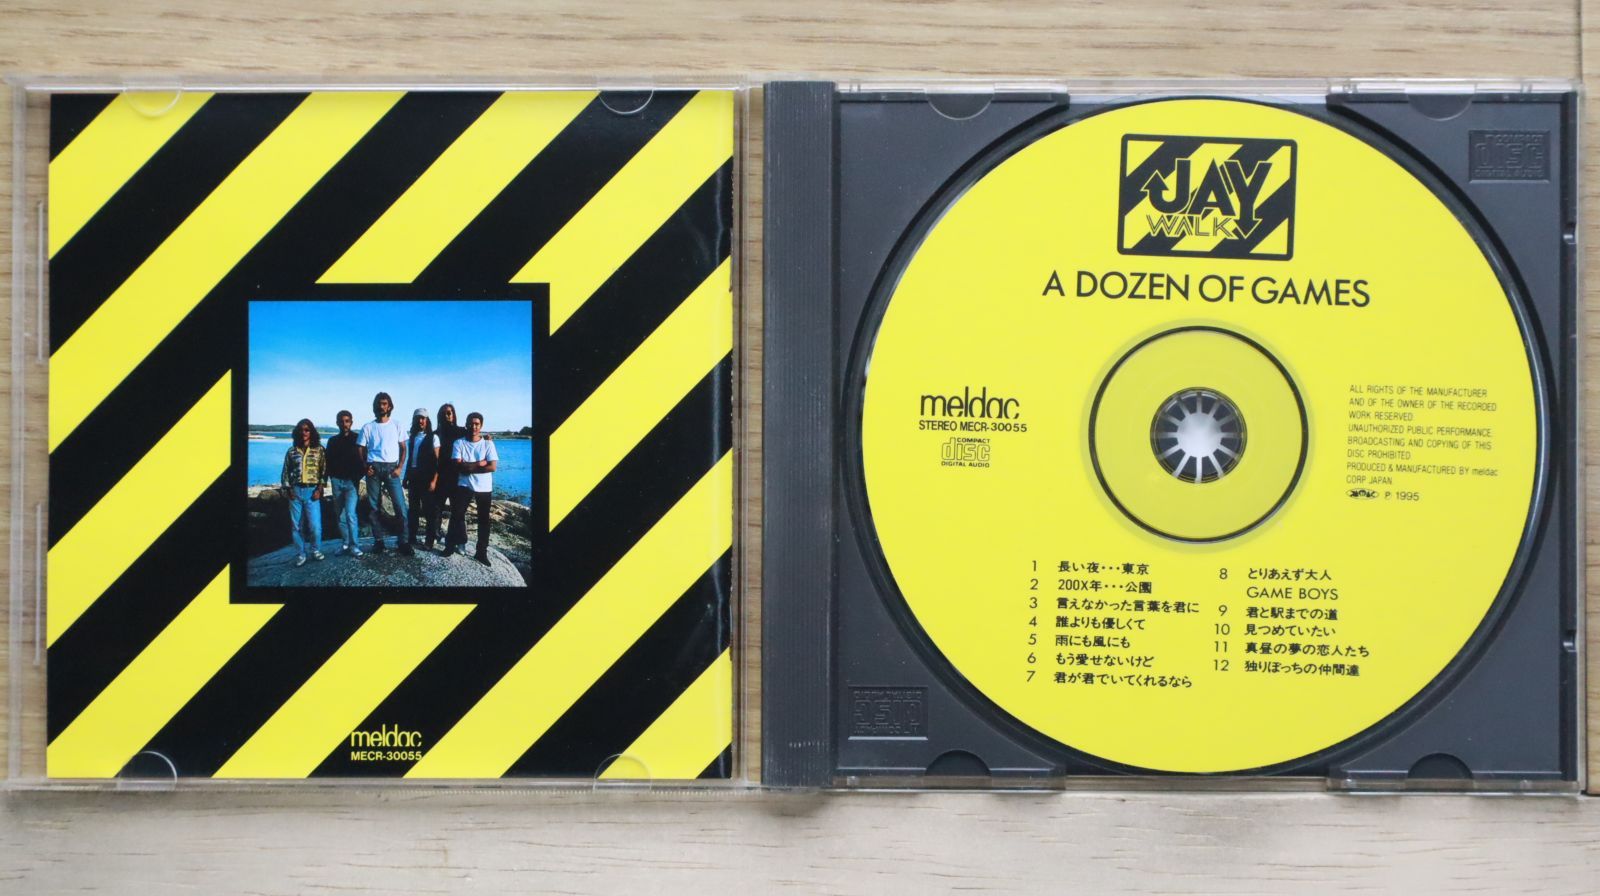 meldac
MECR-30055
JAY
WALK
A DOZEN OF GAMES
meldac
STEREO MECR-30055
COMPACT
disc
DIGITAL AUDIO
ALL RIGHTS OF THE MANUFACTURER
AND OF THE OWNER OF THE RECORDED
WORK RESERVED
UNAUTHORIZED PUBLIC PERFORMANCE,
BROADCASTING AND COPYING OF THIS
DISC PROHIBITED
PRODUCED & MANUFACTURED BY meldac
CORP JAPAN.
℗ 1995
1 長い夜・・・東京
2 200X年・・・公園
3 言えなかった言葉を君に
4 誰よりも優しくて
5 雨にも風にも
6 もう愛せないけど
7 君が君でいてくれるなら
8 とりあえず大人
GAME BOYS
9 君と駅までの道
10 見つめていたい
11 真昼の夢の恋人たち
12 独りぼっちの仲間達
COMPACT
disc
DIGITAL AUDIO